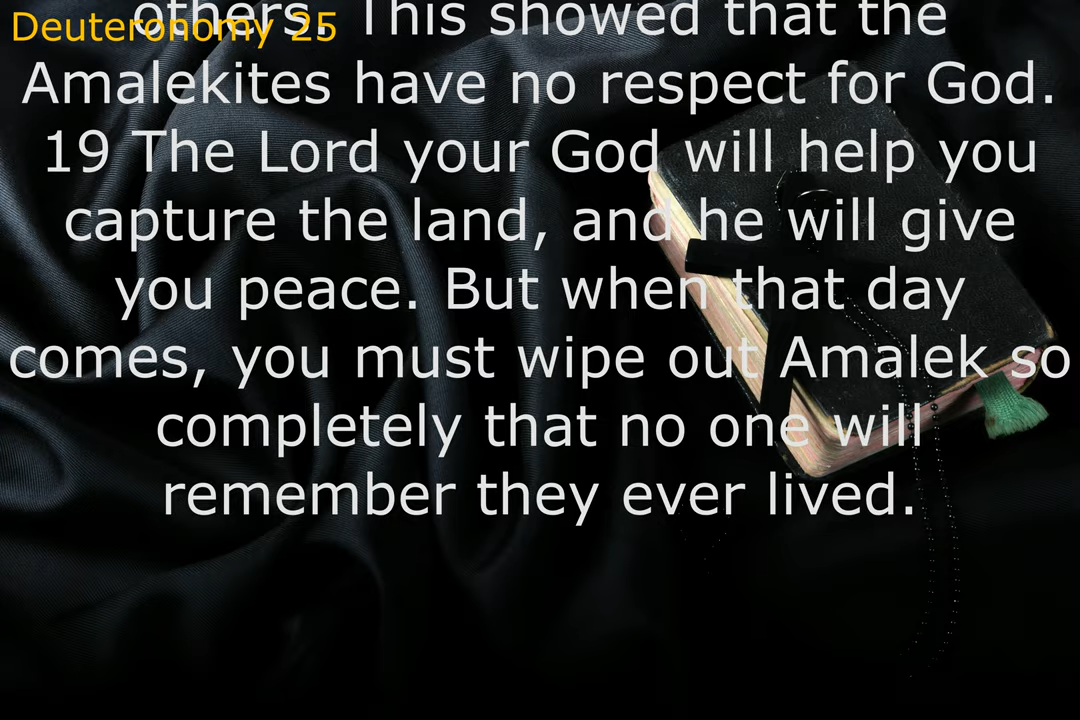 Deuteronomy 25
others. This showed that the
Amalekites have no respect for God.
19 The Lord your God will help you
capture the land, and he will give
you peace. But when that day
comes, you must wipe out Amalek so
completely that no one will
remember they ever lived.